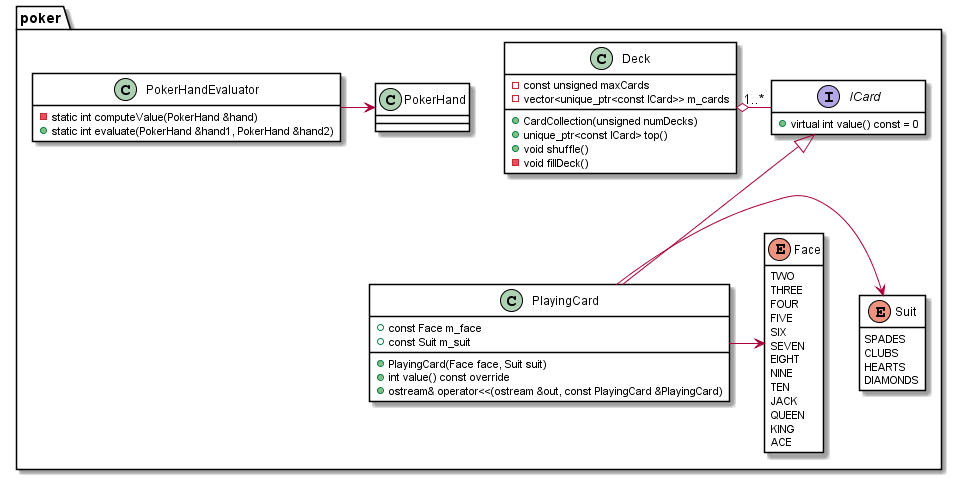 poker
C PokerHandEvaluator
static int computeValue(PokerHand &hand)
static int evaluate(PokerHand &hand1, PokerHand &hand2)
C PokerHand
C Deck
const unsigned maxCards
vector<unique_ptr<const ICard>> m_cards
CardCollection(unsigned numDecks)
unique_ptr<const ICard> top()
void shuffle()
void fillDeck()
1..*
I ICard
virtual int value() const = 0
C PlayingCard
const Face m_face
const Suit m_suit
PlayingCard(Face face, Suit suit)
int value() const override
ostream& operator<<(ostream &out, const PlayingCard &PlayingCard)
E Face
TWO
THREE
FOUR
FIVE
SIX
SEVEN
EIGHT
NINE
TEN
JACK
QUEEN
KING
ACE
E Suit
SPADES
CLUBS
HEARTS
DIAMONDS